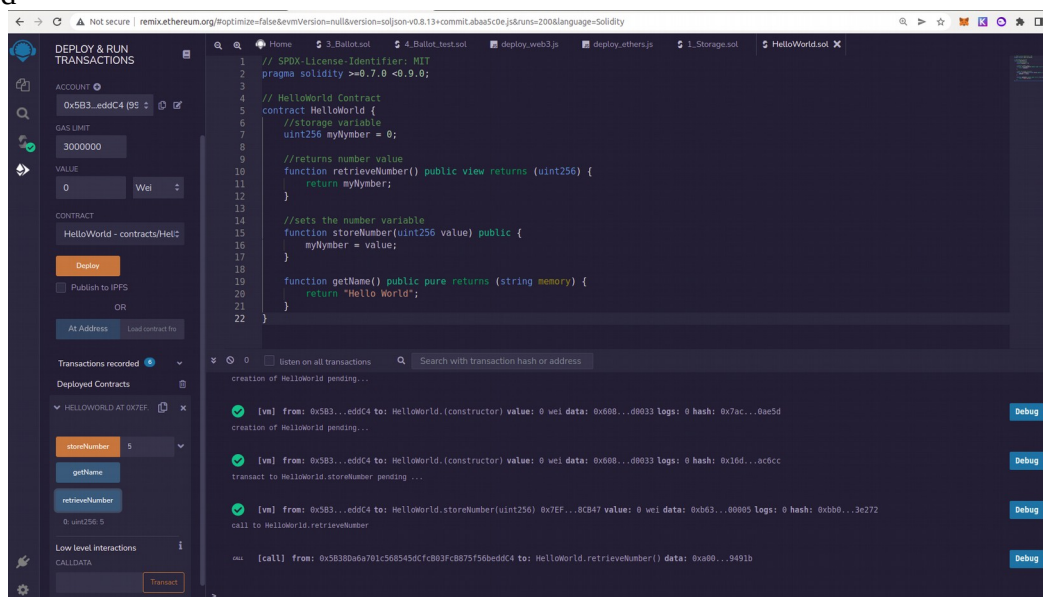 d
Not secure | remix.ethereum.org/#optimize=false&evmVersion=null&version=soljson-v0.8.13+commit.abaa5c0e.js&runs=200&language=Solidity
DEPLOY & RUN
TRANSACTIONS
ACCOUNT
0x5B3...eddC4 (99
GAS LIMIT
3000000
VALUE
0 Wei
CONTRACT
HelloWorld - contracts/Hell
Deploy
Publish to IPFS
OR
At Address Load contract fro
Transactions recorded 6
Deployed Contracts
HELLOWORLD AT 0X7EF.
storeNumber 5
getName
retrieveNumber
0: uint256: 5
Low level interactions i
CALLDATA
Transact
Home 3_Ballot.sol 4_Ballot_test.sol deploy_web3.js deploy_ethers.js 1_Storage.sol HelloWorld.sol
1 // SPDX-License-Identifier: MIT
2 pragma solidity >=0.7.0 <0.9.0;
3
4 // HelloWorld Contract
5 contract HelloWorld {
6 //storage variable
7 uint256 myNymber = 0;
8
9 //returns number value
10 function retrieveNumber() public view returns (uint256) {
11 return myNymber;
12 }
13
14 //sets the number variable
15 function storeNumber(uint256 value) public {
16 myNymber = value;
17 }
18
19 function getName() public pure returns (string memory) {
20 return "Hello World";
21 }
22 }
0 listen on all transactions Search with transaction hash or address
creation of HelloWorld pending...
[vm] from: 0x5B3...eddC4 to: HelloWorld.(constructor) value: 0 wei data: 0x608...d0033 logs: 0 hash: 0x7ac...0ae5d Debug
creation of HelloWorld pending...
[vm] from: 0x5B3...eddC4 to: HelloWorld.(constructor) value: 0 wei data: 0x608...d0033 logs: 0 hash: 0x16d...ac6cc Debug
transact to HelloWorld.storeNumber pending ...
[vm] from: 0x5B3...eddC4 to: HelloWorld.storeNumber(uint256) 0x7EF...8CB47 value: 0 wei data: 0xb63...00005 logs: 0 hash: 0xbb0...3e272 Debug
call to HelloWorld.retrieveNumber
CALL [call] from: 0x5B38Da6a701c568545dCfcB03FcB875f56beddC4 to: HelloWorld.retrieveNumber() data: 0xa00...9491b Debug
>